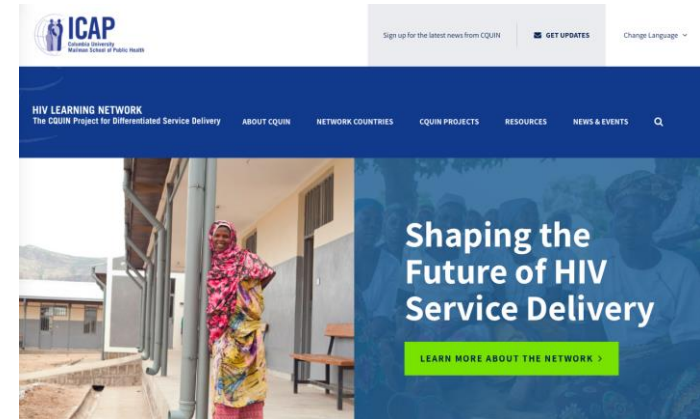 ICAP
Columbia University
Mailman School of Public Health
Sign up for the latest news from CQUIN
GET UPDATES
Change Language
HIV LEARNING NETWORK
The CQUIN Project for Differentiated Service Delivery
ABOUT CQUIN
NETWORK COUNTRIES
CQUIN PROJECTS
RESOURCES
NEWS & EVENTS
Shaping the
Future of HIV
Service Delivery
LEARN MORE ABOUT THE NETWORK >